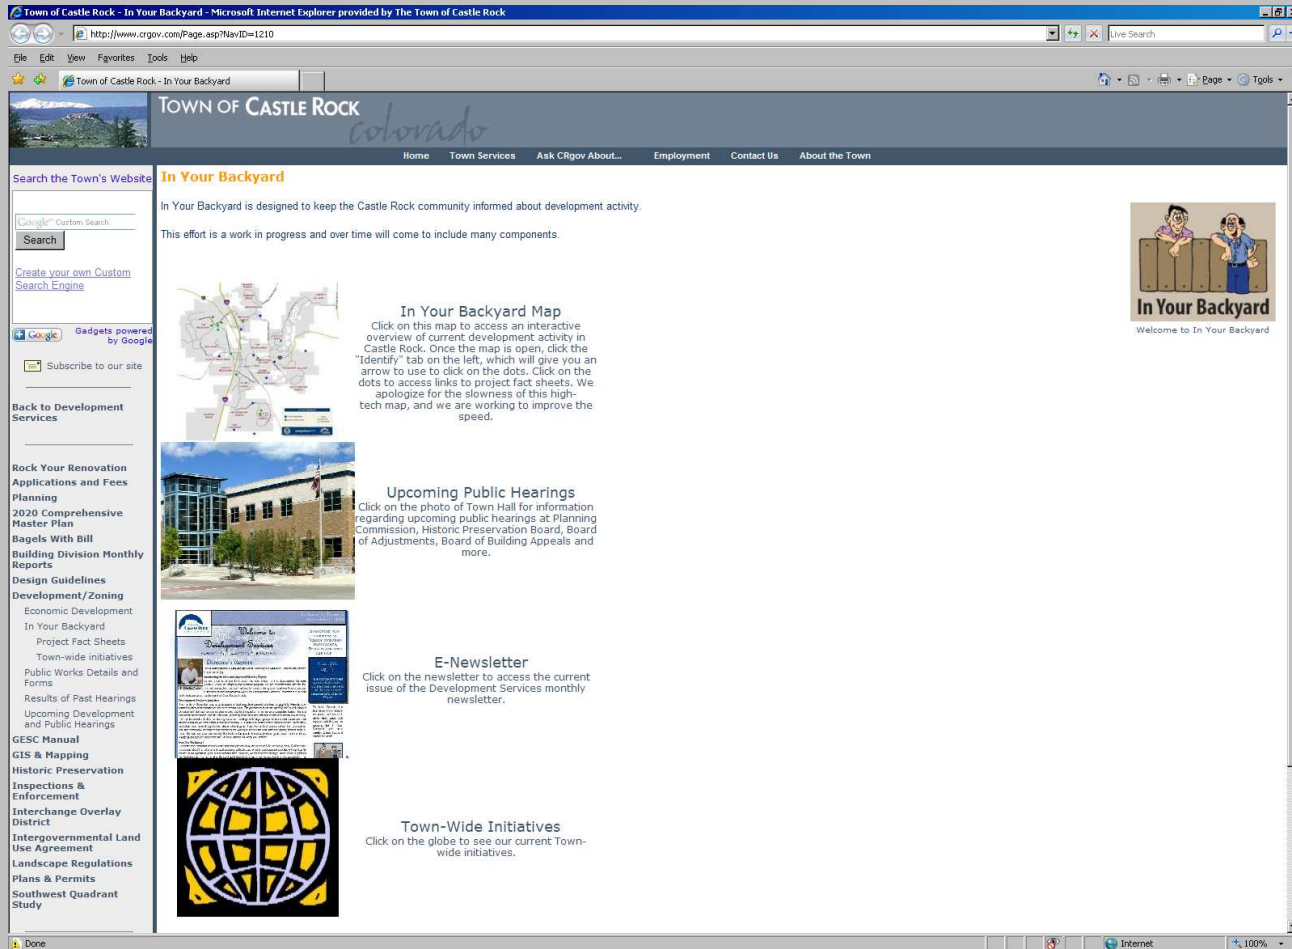 Town of Castle Rock - In Your Backyard - Microsoft Internet Explorer provided by The Town of Castle Rock
http://www.crgov.com/Page.asp?NavID=1210
Live Search
File Edit View Favorites Tools Help
Town of Castle Rock - In Your Backyard
Page Tools
TOWN OF CASTLE ROCK
colorado
Home Town Services Ask CRgov About... Employment Contact Us About the Town
Search the Town's Website
Google™ Custom Search
Search
Create your own Custom
Search Engine
Google
Gadgets powered
by Google
Subscribe to our site
Back to Development
Services
Rock Your Renovation
Applications and Fees
Planning
2020 Comprehensive
Master Plan
Bagels With Bill
Building Division Monthly
Reports
Design Guidelines
Development/Zoning
Economic Development
In Your Backyard
Project Fact Sheets
Town-wide initiatives
Public Works Details and
Forms
Results of Past Hearings
Upcoming Development
and Public Hearings
GESC Manual
GIS & Mapping
Historic Preservation
Inspections &
Enforcement
Interchange Overlay
District
Intergovernmental Land
Use Agreement
Landscape Regulations
Plans & Permits
Southwest Quadrant
Study
In Your Backyard
In Your Backyard is designed to keep the Castle Rock community informed about development activity.
This effort is a work in progress and over time will come to include many components.
In Your Backyard
Welcome to In Your Backyard
In Your Backyard Map
Click on this map to access an interactive
overview of current development activity in
Castle Rock. Once the map is open, click the
"Identify" tab on the left, which will give you an
arrow to use to click on the dots. Click on the
dots to access links to project fact sheets. We
apologize for the slowness of this high-
tech map, and we are working to improve the
speed.
Upcoming Public Hearings
Click on the photo of Town Hall for information
regarding upcoming public hearings at Planning
Commission, Historic Preservation Board, Board
of Adjustments, Board of Building Appeals and
more.
Welcome to
Development Services
Director's Report
E-Newsletter
Click on the newsletter to access the current
issue of the Development Services monthly
newsletter.
Town-Wide Initiatives
Click on the globe to see our current Town-
wide initiatives.
Done
Internet
100%